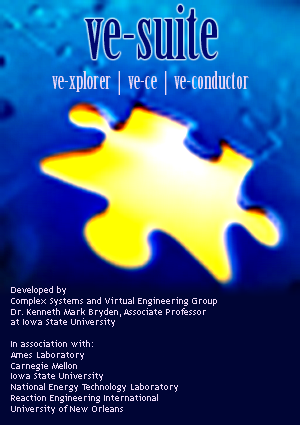 ve-suite
ve-xplorer | ve-ce | ve-conductor
Developed by
Complex Systems and Virtual Engineering Group
Dr. Kenneth Mark Bryden, Associate Professor
at Iowa State University
In association with:
Ames Laboratory
Carnegie Mellon
Iowa State University
National Energy Technology Laboratory
Reaction Engineering International
University of New Orleans